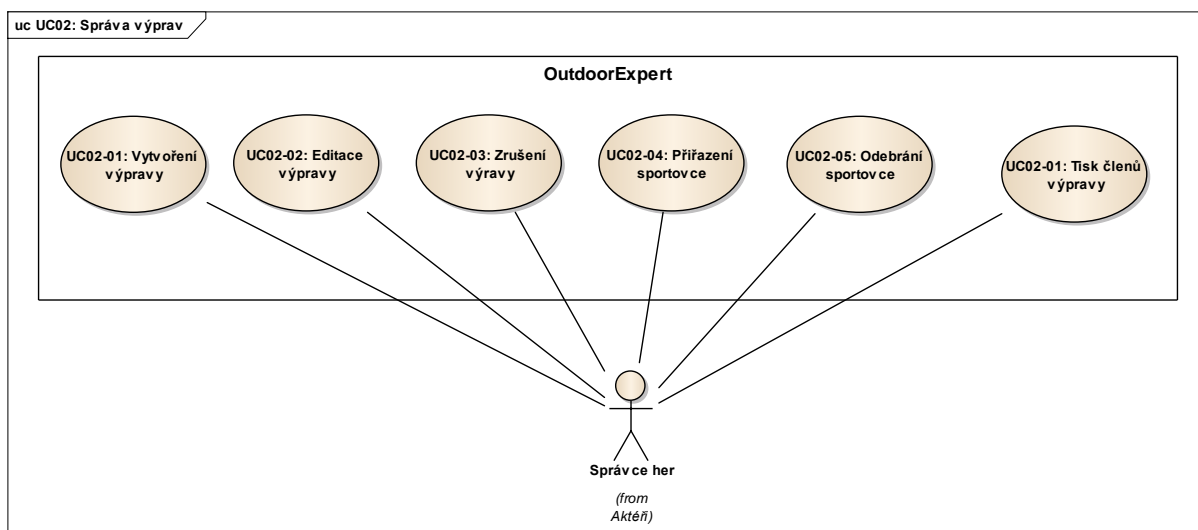 uc UC02: Správa výprav
OutdoorExpert
UC02-01: Vytvoření
výpravy
UC02-02: Editace
výpravy
UC02-03: Zrušení
výravy
UC02-04: Přiřazení
sportovce
UC02-05: Odebrání
sportovce
UC02-01: Tisk členů
výpravy
Správce her
(from
Aktéři)